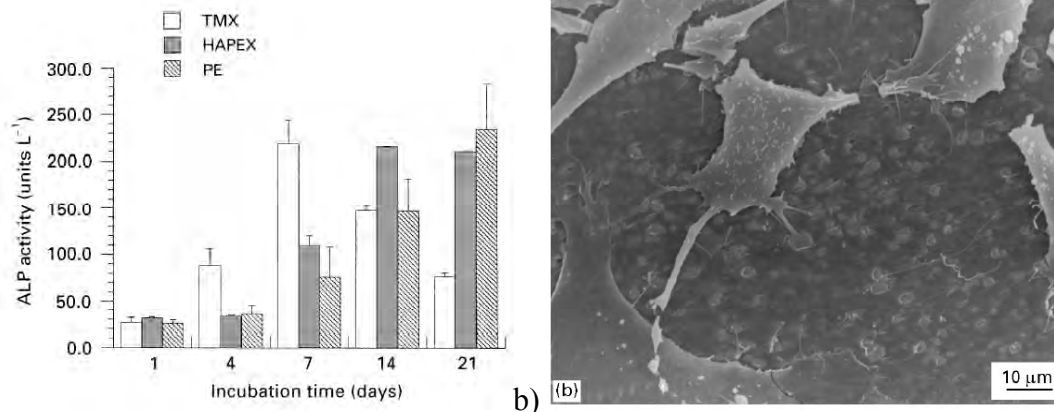 TMX
HAPEX
PE
300.0
250.0
200.0
150.0
100.0
50.0
0.0
ALP activity (units L⁻¹)
1 4 7 14 21
Incubation time (days)
b)
(b)
10 µm